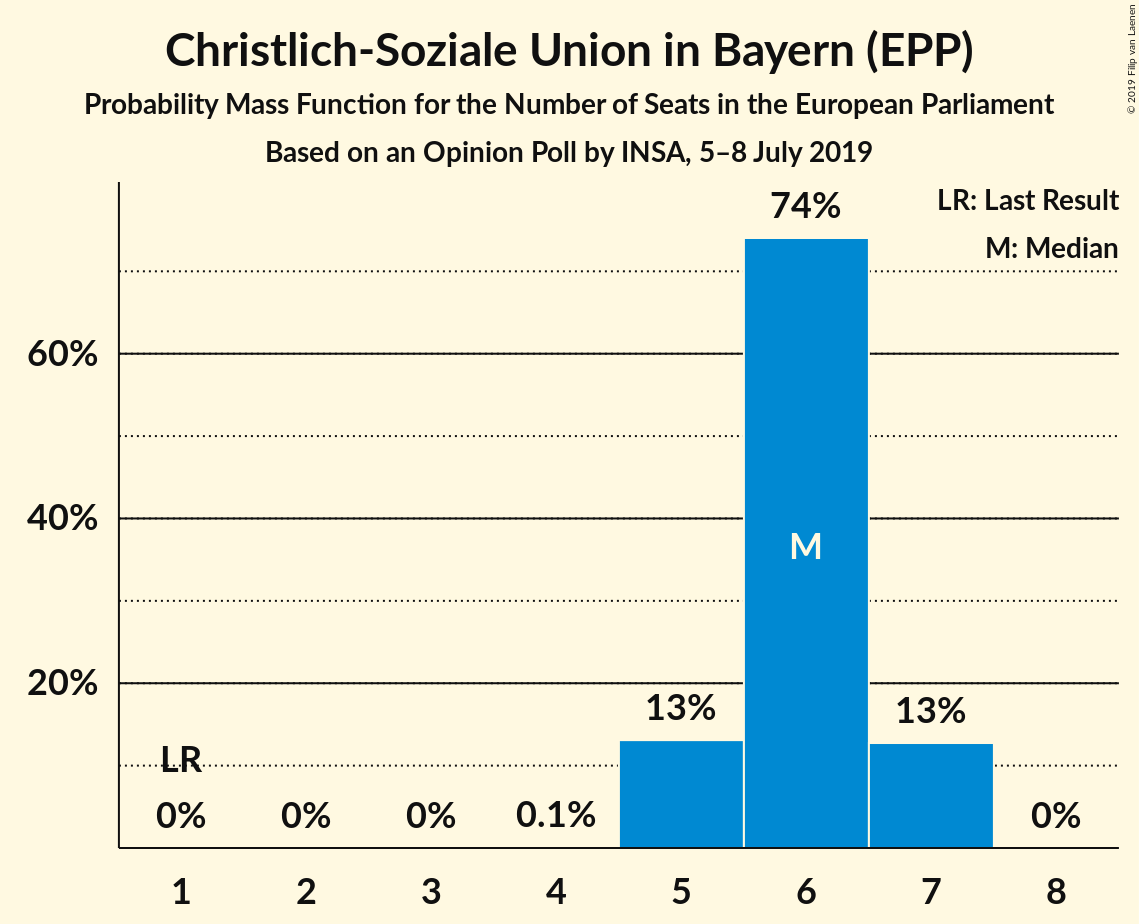 Christlich-Soziale Union in Bayern (EPP)
Probability Mass Function for the Number of Seats in the European Parliament
Based on an Opinion Poll by INSA, 5–8 July 2019
© 2019 Filip van Laenen
LR: Last Result
M: Median
74%
60%
40%
M
20%
13%
13%
LR
0%
0%
0%
0.1%
0%
1
2
3
4
5
6
7
8